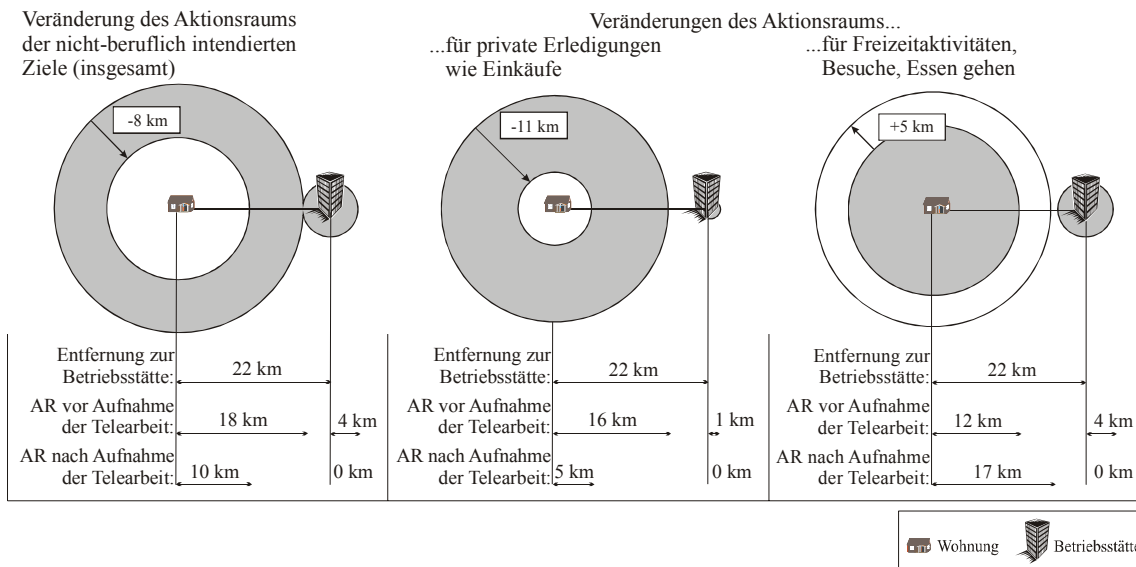 Veränderung des Aktionsraums
der nicht-beruflich intendierten
Ziele (insgesamt)
Veränderungen des Aktionsraums...
...für private Erledigungen
wie Einkäufe
...für Freizeitaktivitäten,
Besuche, Essen gehen
-8 km
-11 km
+5 km
Entfernung zur
Betriebsstätte:
22 km
AR vor Aufnahme
der Telearbeit:
18 km
4 km
AR nach Aufnahme
der Telearbeit:
10 km
0 km
Entfernung zur
Betriebsstätte:
22 km
AR vor Aufnahme
der Telearbeit:
16 km
1 km
AR nach Aufnahme
der Telearbeit:
5 km
0 km
Entfernung zur
Betriebsstätte:
22 km
AR vor Aufnahme
der Telearbeit:
12 km
4 km
AR nach Aufnahme
der Telearbeit:
17 km
0 km
Wohnung
Betriebsstätte